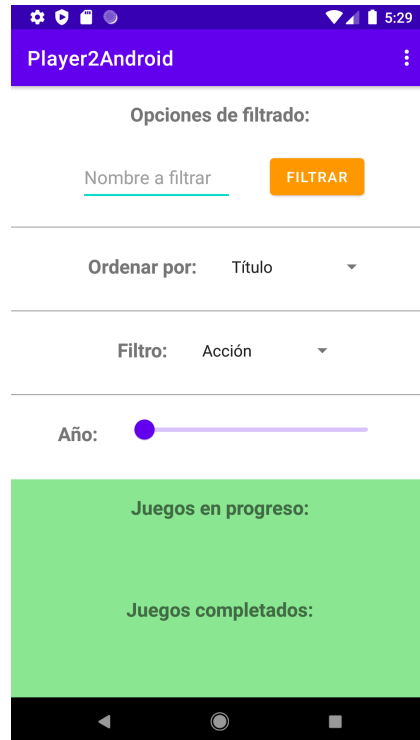 5:29
Player2Android
Opciones de filtrado:
Nombre a filtrar FILTRAR
Ordenar por: Título
Filtro: Acción
Año:
Juegos en progreso:
Juegos completados: